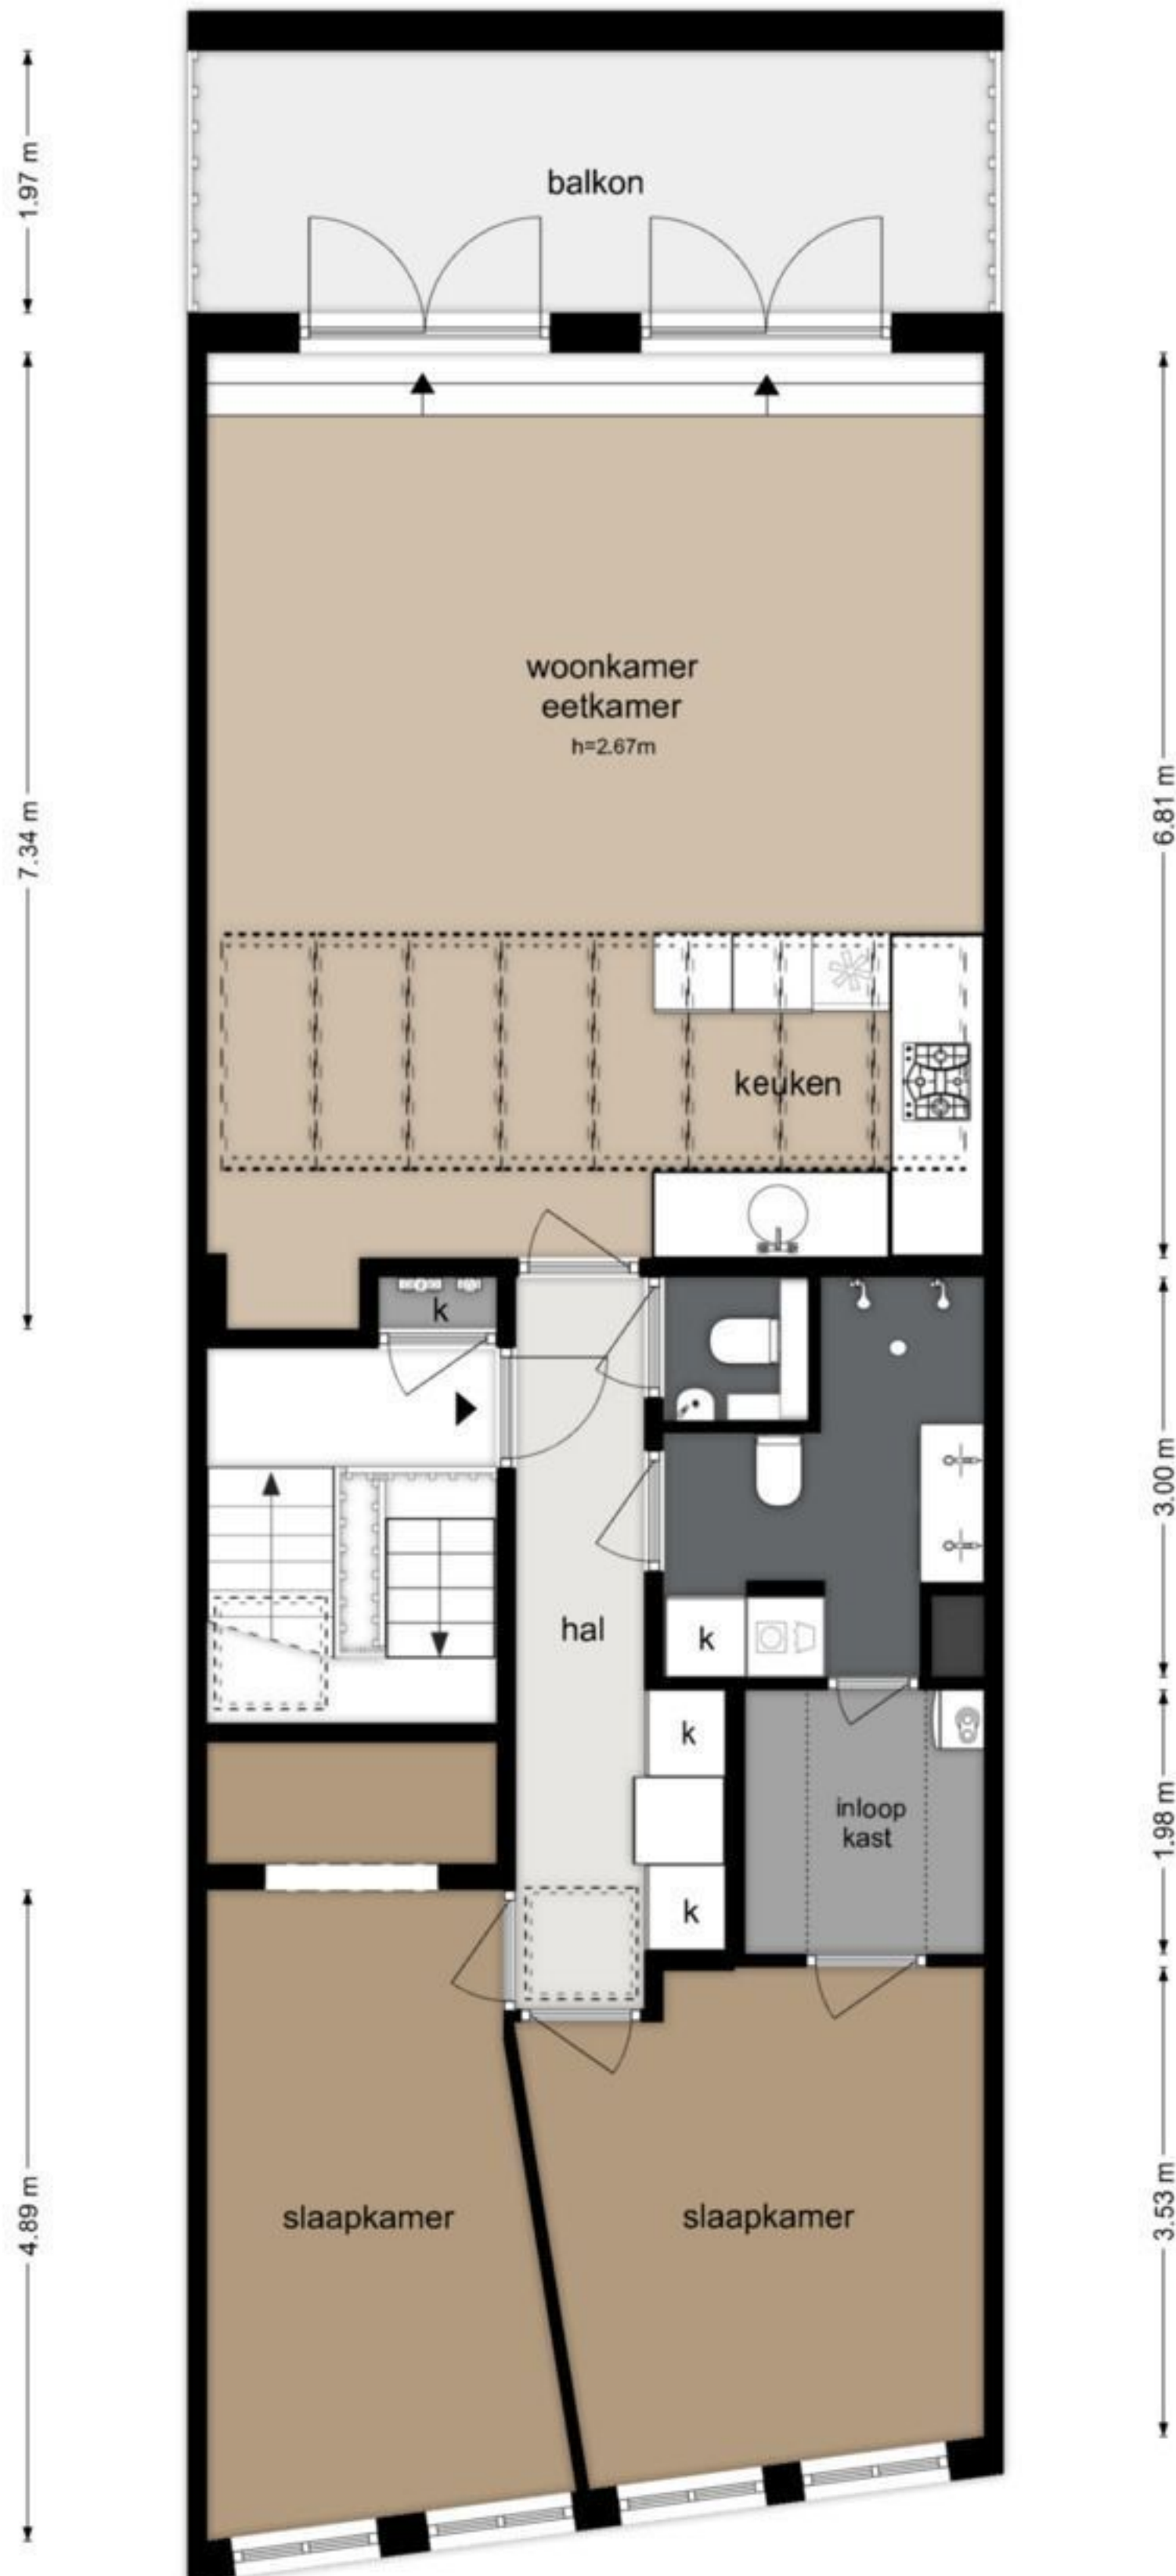 balkon
1.97 m
woonkamer
eetkamer
h=2.67m
7.34 m
6.81 m
keuken
k
3.00 m
hal
k
k
inloop
kast
1.98 m
k
slaapkamer
slaapkamer
4.89 m
3.53 m